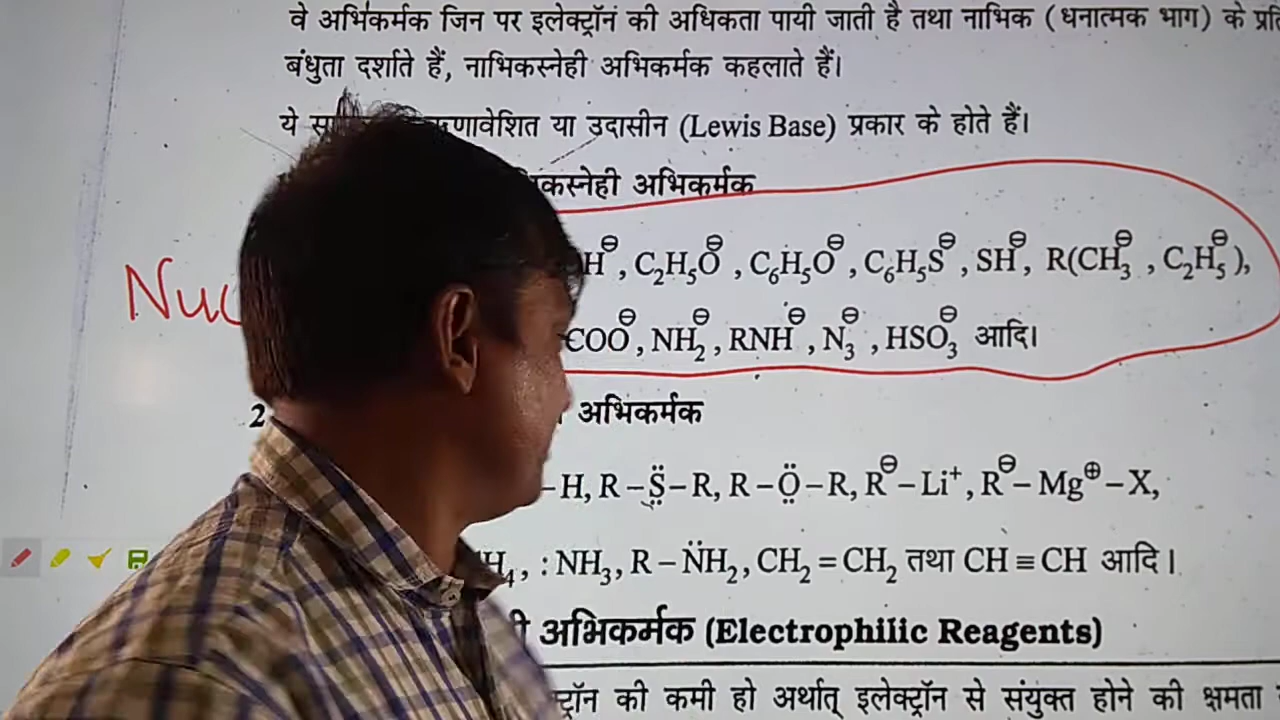 वे अभिकर्मक जिन पर इलेक्ट्रॉनं की अधिकता पायी जाती है तथा नाभिक (धनात्मक भाग) के प्रति
बंधुता दर्शाते हैं, नाभिकस्नेही अभिकर्मक कहलाते हैं।
ये या उदासीन (Lewis Base) प्रकार के होते हैं।
अभिकर्मक
H⊖, C₂H₅O⊖, C₆H₅O⊖, C₆H₅S⊖, SH⊖, R(CH₃⊖, C₂H₅⊖),
Nuc
COO⊖, NH₂⊖, RNH⊖, N₃⊖, HSO₃⊖ आदि।
2 अभिकर्मक
–H, R–S̈–R, R–Ö–R, R⊖–Li⁺, R⊖–Mg⊕–X,
H₄, :NH₃, R–N̈H₂, CH₂=CH₂ तथा CH≡CH आदि।
अभिकर्मक (Electrophilic Reagents)
की कमी हो अर्थात् इलेक्ट्रॉन से संयुक्त होने की क्षमता